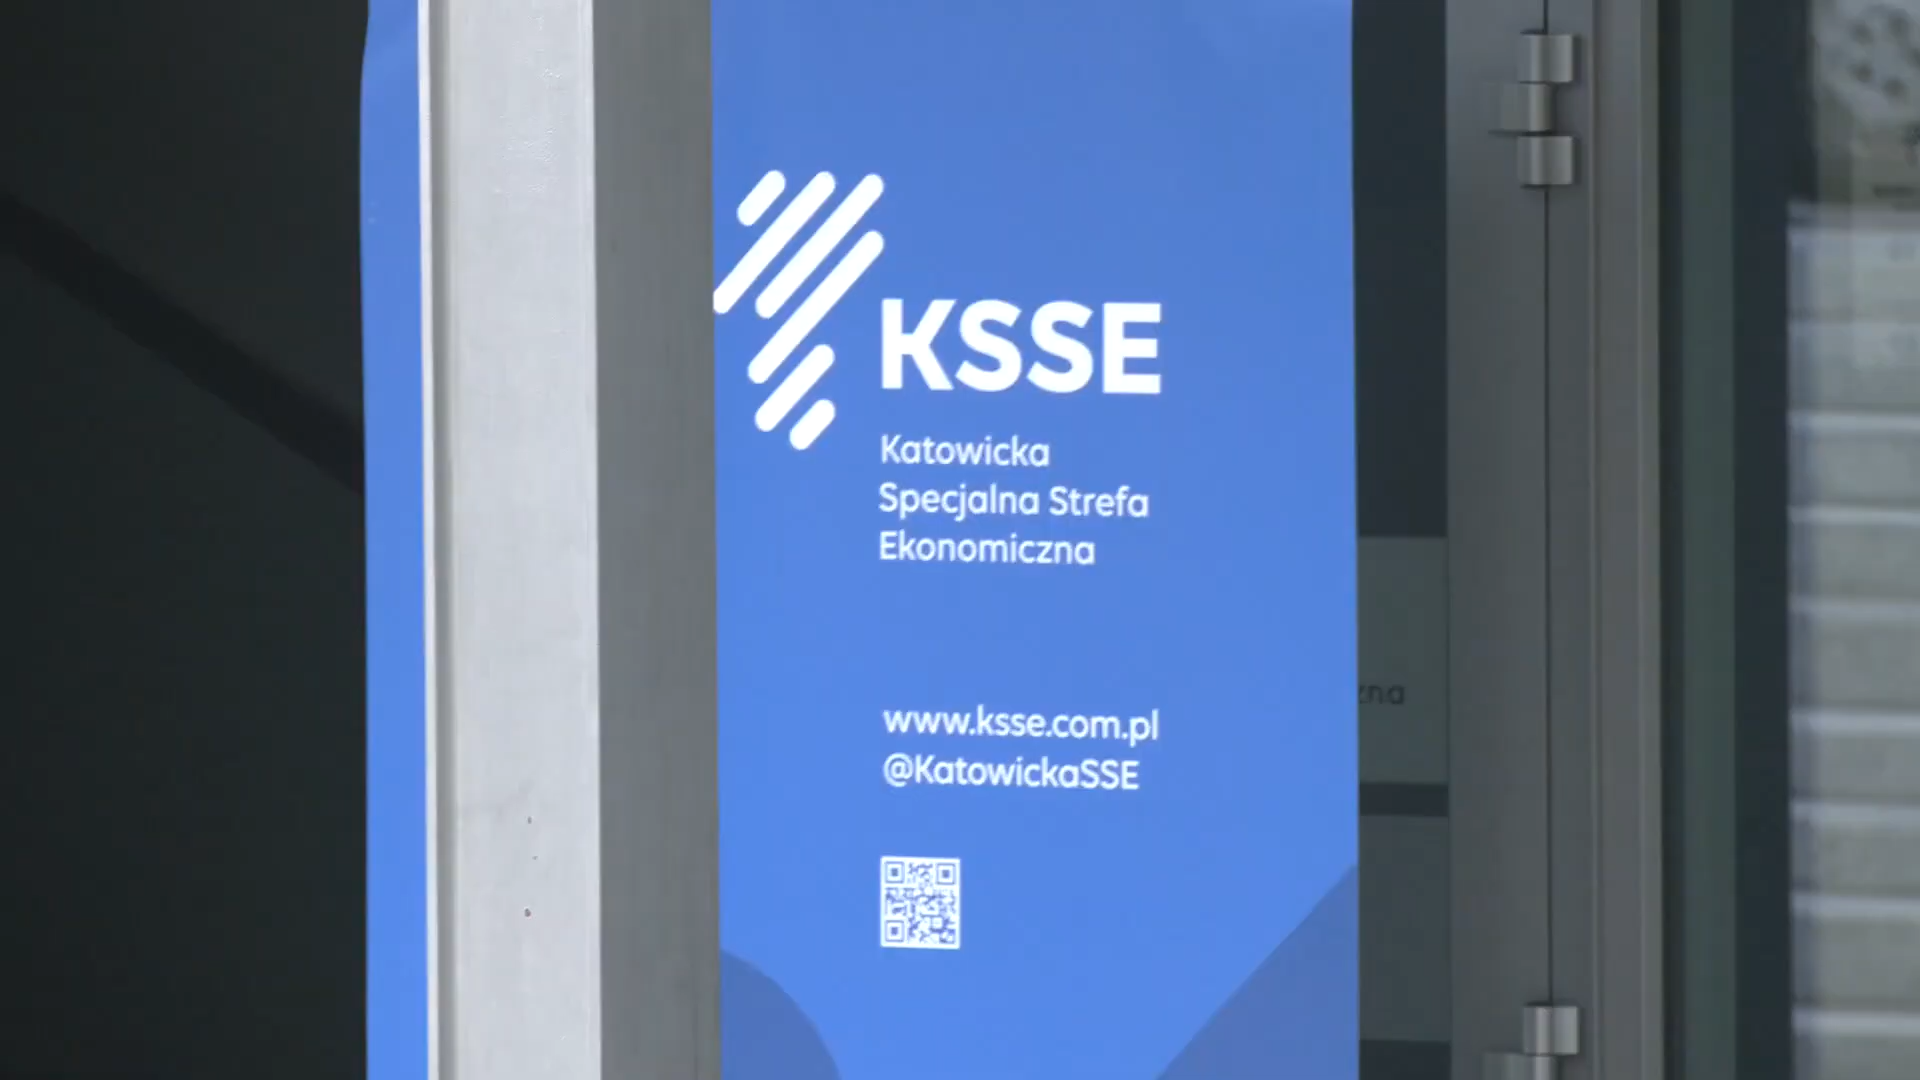 KSSE
Katowicka
Specjalna Strefa
Ekonomiczna
www.ksse.com.pl
@KatowickaSSE